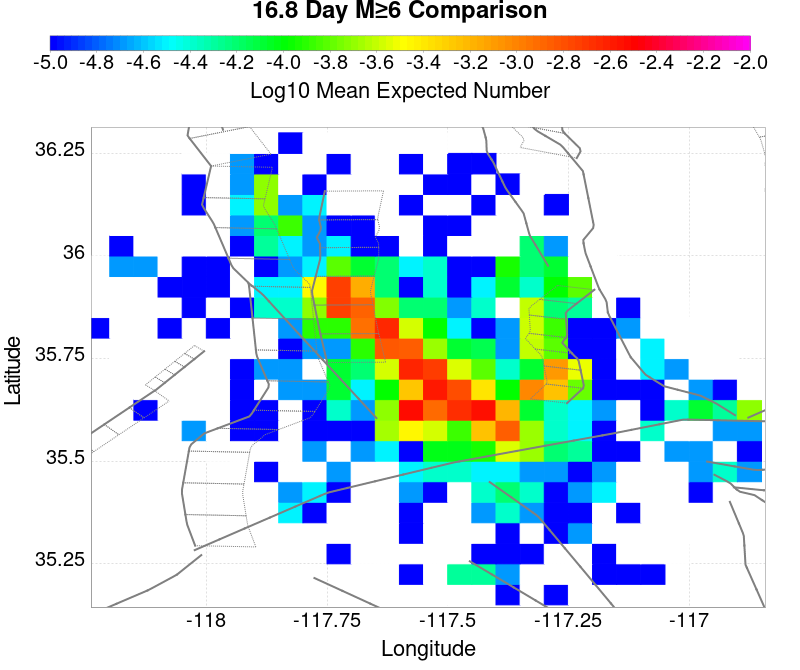 16.8 Day M≥6 Comparison
-5.0 -4.8 -4.6 -4.4 -4.2 -4.0 -3.8 -3.6 -3.4 -3.2 -3.0 -2.8 -2.6 -2.4 -2.2 -2.0
Log10 Mean Expected Number
36.25
36
35.75
35.5
35.25
Latitude
-118 -117.75 -117.5 -117.25 -117
Longitude